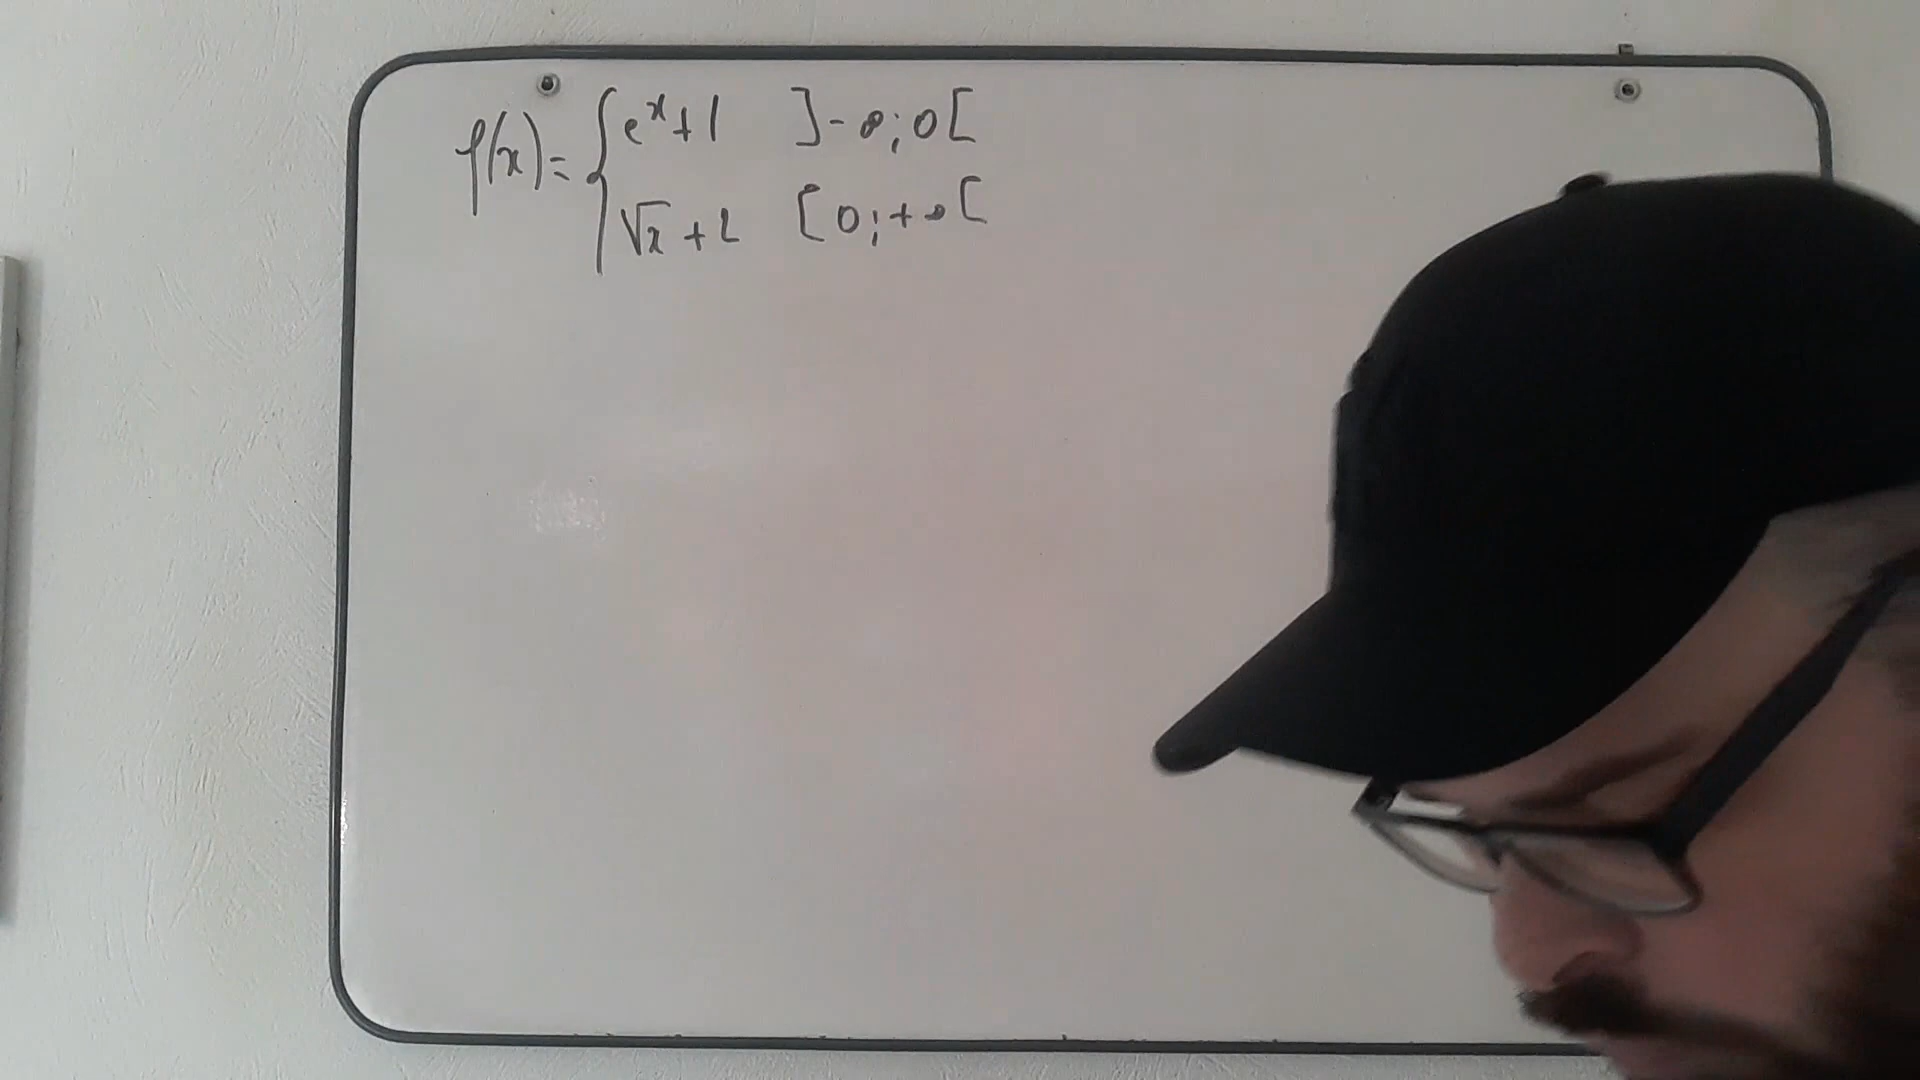 f(x) = { e^x + 1 ]-∞; 0[
√x + 2 [0; +∞[